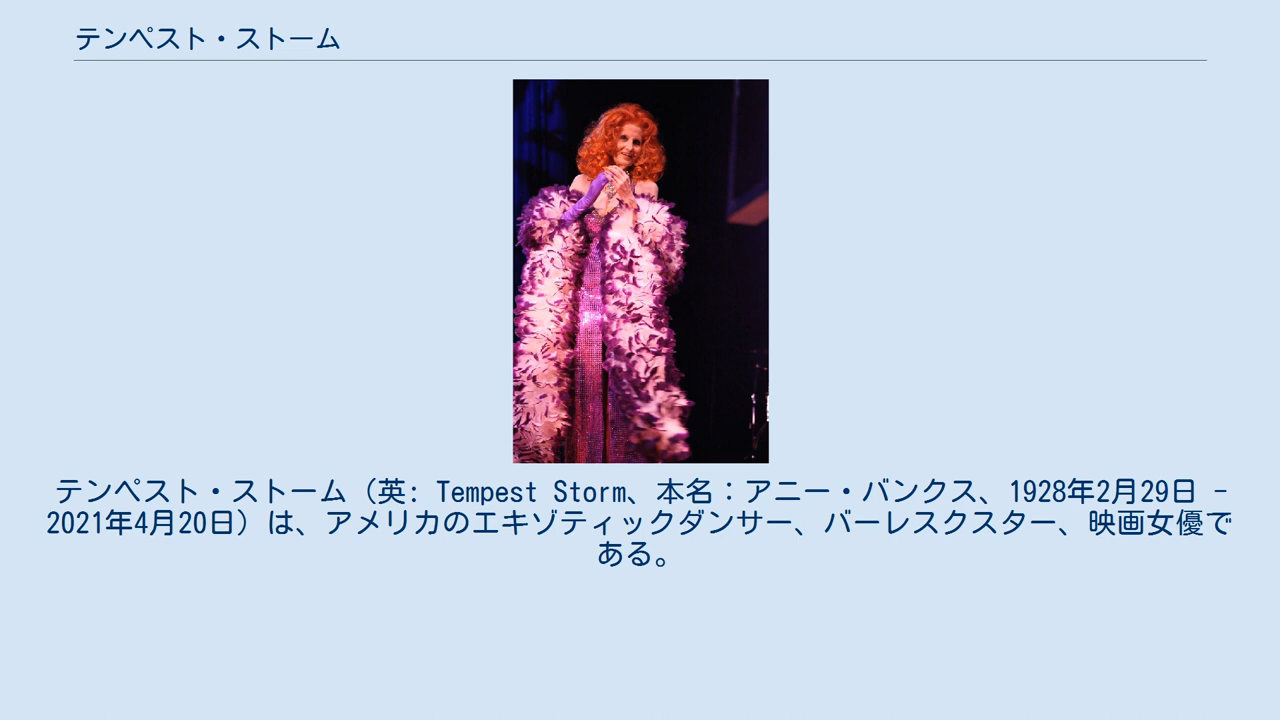 テンペスト・ストーム
テンペスト・ストーム（英: Tempest Storm、本名：アニー・バンクス、1928年2月29日 -
2021年4月20日）は、アメリカのエキゾティックダンサー、バーレスクスター、映画女優で
ある。